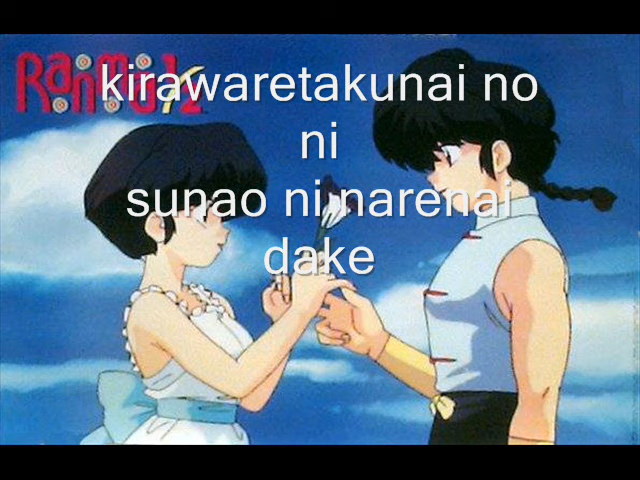 Ranma ½
kirawaretakunai no
ni
sunao ni narenai
dake